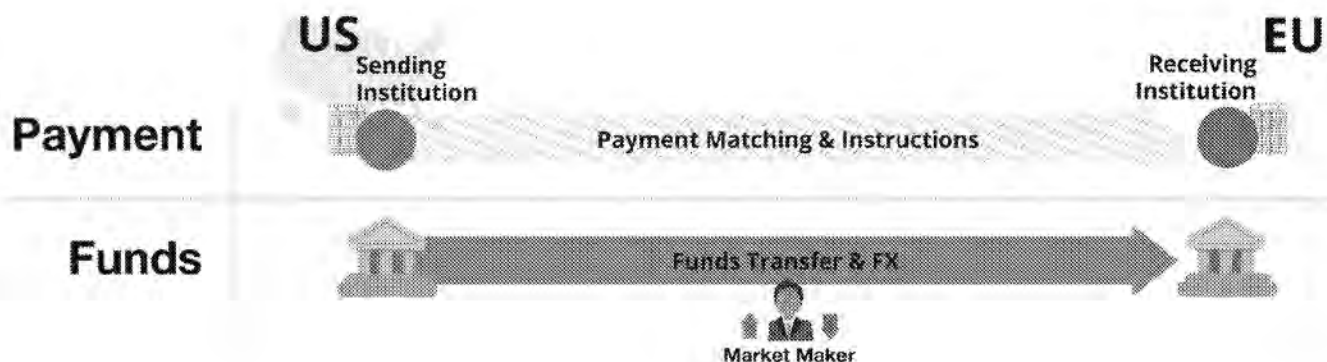 US
EU
Sending
Institution
Receiving
Institution
Payment
Payment Matching & Instructions
Funds
Funds Transfer & FX
Market Maker